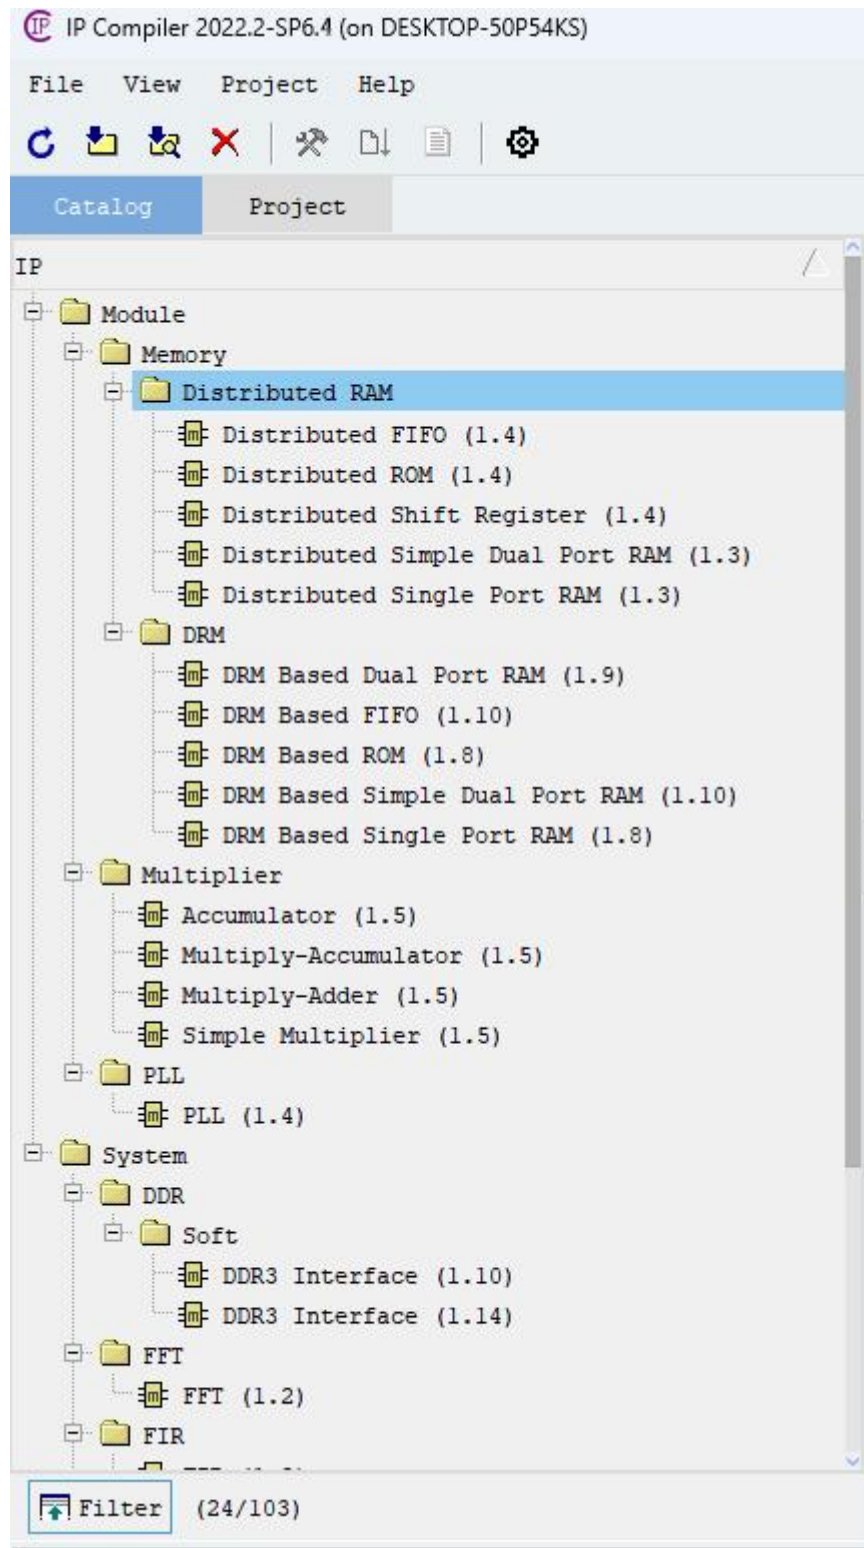 IP Compiler 2022.2-SP6.4 (on DESKTOP-50P54KS)
File View Project Help
Catalog Project
IP
Module
Memory
Distributed RAM
Distributed FIFO (1.4)
Distributed ROM (1.4)
Distributed Shift Register (1.4)
Distributed Simple Dual Port RAM (1.3)
Distributed Single Port RAM (1.3)
DRM
DRM Based Dual Port RAM (1.9)
DRM Based FIFO (1.10)
DRM Based ROM (1.8)
DRM Based Simple Dual Port RAM (1.10)
DRM Based Single Port RAM (1.8)
Multiplier
Accumulator (1.5)
Multiply-Accumulator (1.5)
Multiply-Adder (1.5)
Simple Multiplier (1.5)
PLL
PLL (1.4)
System
DDR
Soft
DDR3 Interface (1.10)
DDR3 Interface (1.14)
FFT
FFT (1.2)
FIR
Filter (24/103)